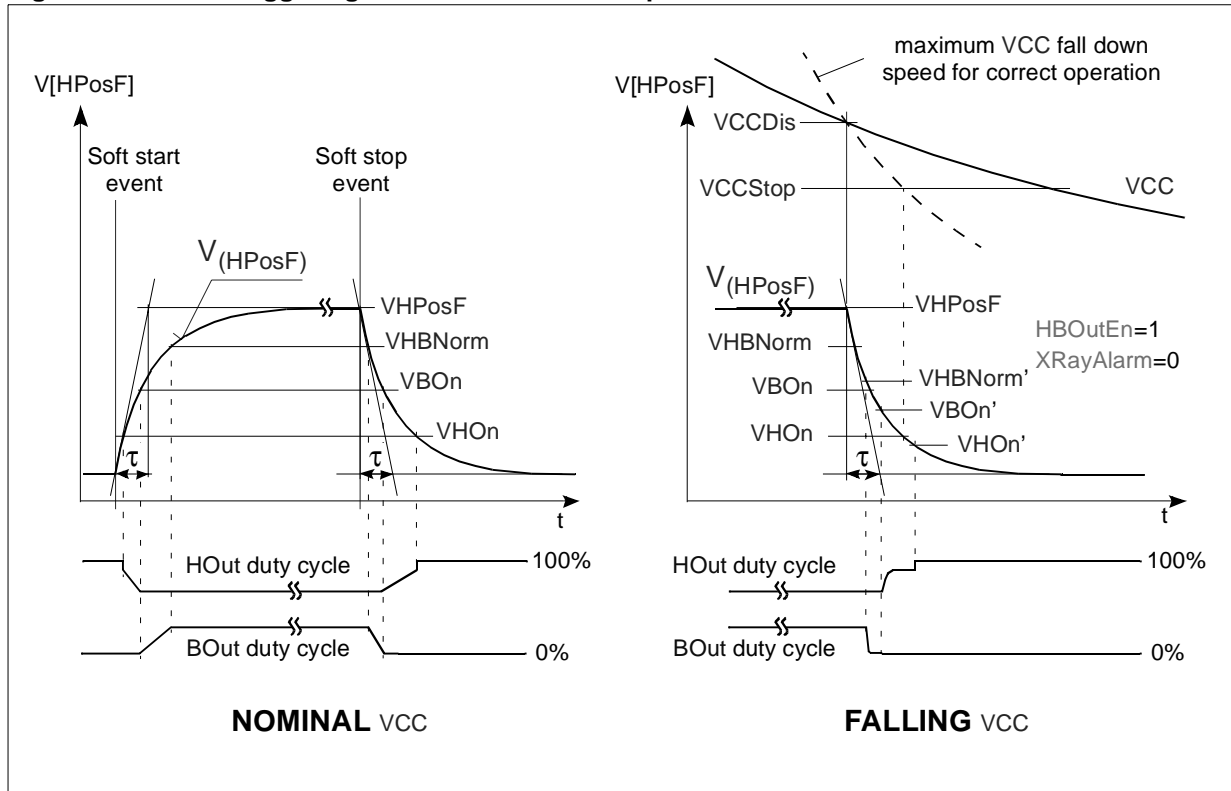 V[HPosF]
Soft start
event
Soft stop
event
V(HPosF)
VHPosF
VHBNorm
VBOn
VHOn
τ
τ
t
HOut duty cycle
100%
BOut duty cycle
0%
NOMINAL VCC
maximum VCC fall down
speed for correct operation
V[HPosF]
VCCDis
VCCStop
VCC
V(HPosF)
VHPosF
VHBNorm
VBOn
VHOn
HBOutEn=1
XRayAlarm=0
VHBNorm’
VBOn’
VHOn’
τ
t
HOut duty cycle
100%
BOut duty cycle
0%
FALLING VCC